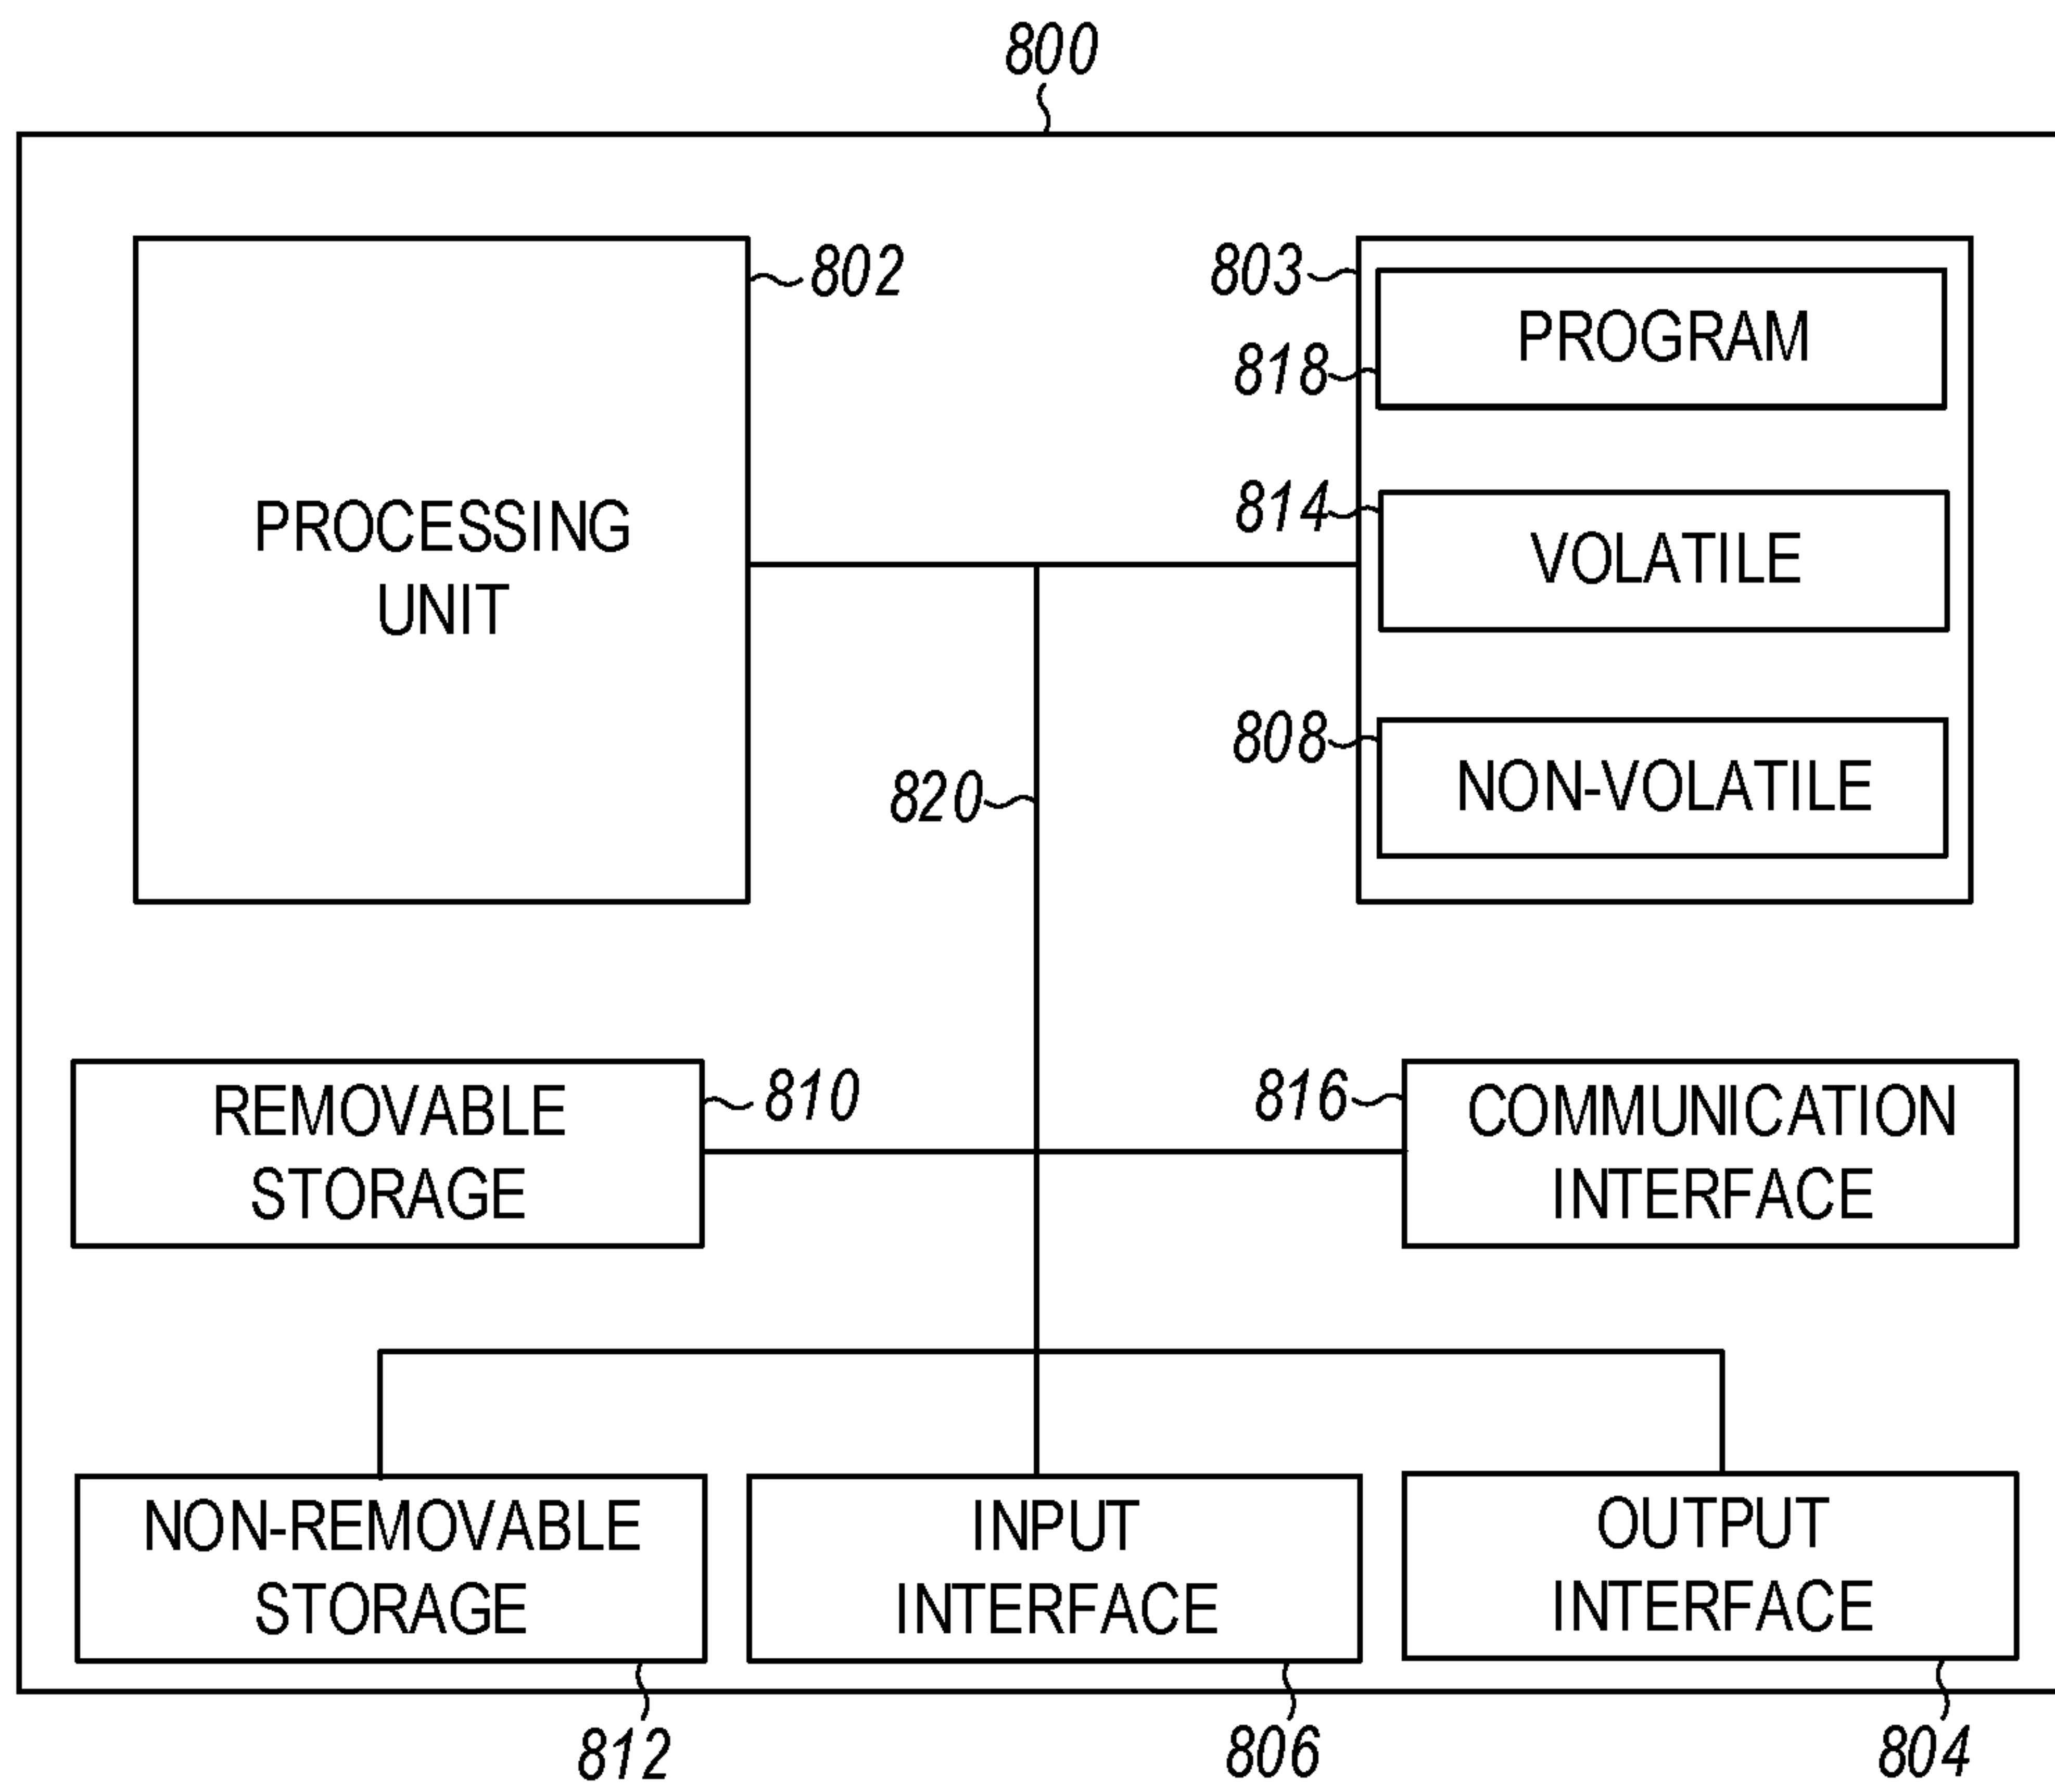 800
802
803
PROGRAM
818
814
VOLATILE
PROCESSING
UNIT
808
NON-VOLATILE
820
REMOVABLE
STORAGE
810
816
COMMUNICATION
INTERFACE
NON-REMOVABLE
STORAGE
INPUT
INTERFACE
OUTPUT
INTERFACE
812
806
804